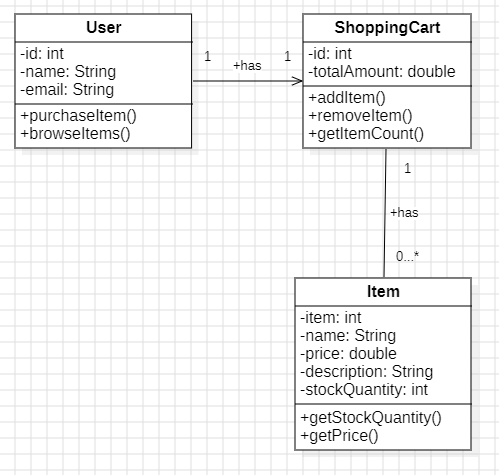 User
-id: int
-name: String
-email: String
+purchaseItem()
+browseItems()
1
+has
1
ShoppingCart
-id: int
-totalAmount: double
+addItem()
+removeItem()
+getItemCount()
1
+has
0...*
Item
-item: int
-name: String
-price: double
-description: String
-stockQuantity: int
+getStockQuantity()
+getPrice()